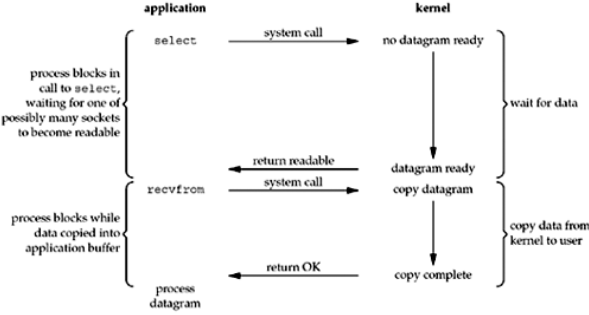 application
kernel
select
system call
no datagram ready
process blocks in
call to select,
waiting for one of
possibly many sockets
to become readable
wait for data
return readable
datagram ready
recvfrom
system call
copy datagram
process blocks while
data copied into
application buffer
copy data from
kernel to user
return OK
copy complete
process
datagram